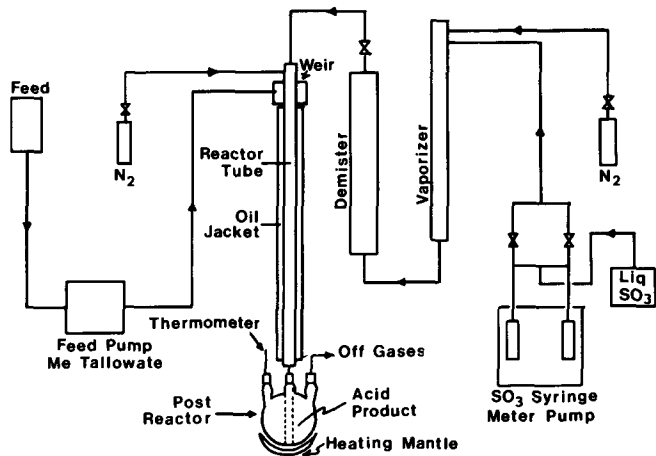 Feed
N2
Weir
Reactor
Tube
Oil
Jacket
Demister
Vaporizer
N2
Liq
SO3
SO3 Syringe
Meter Pump
Feed Pump
Me Tallowate
Thermometer
Off Gases
Post
Reactor
Acid
Product
Heating Mantle